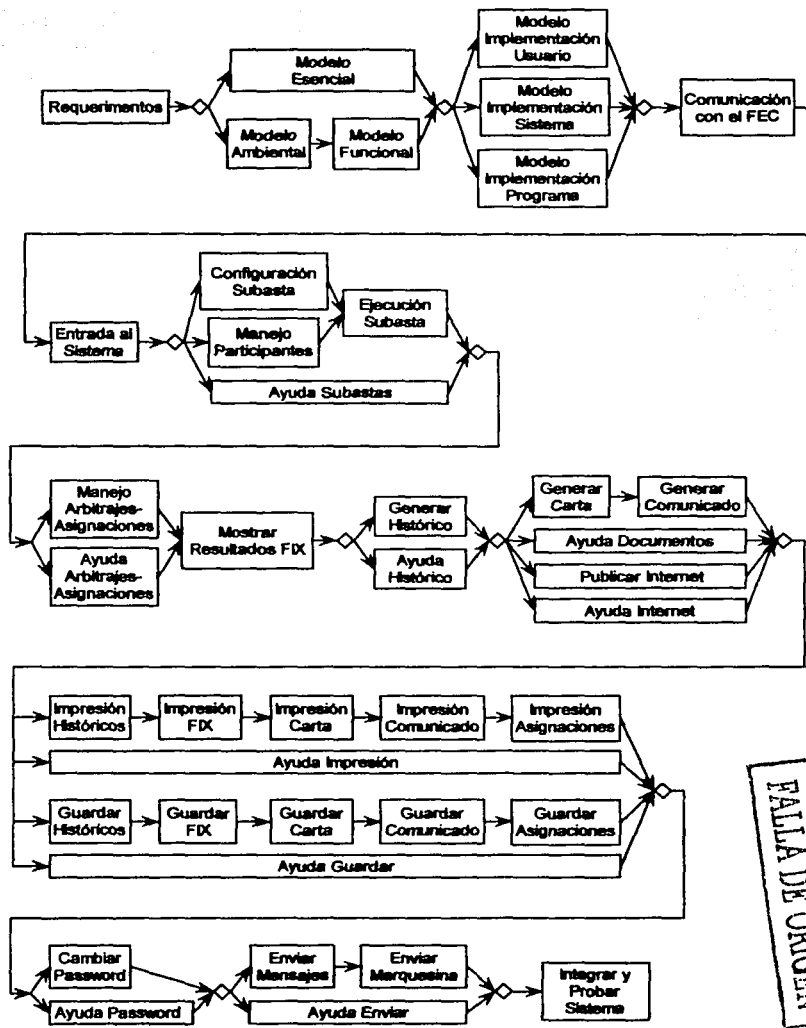 Requerimentos
Modelo
Esencial
Modelo
Ambiental
Modelo
Funcional
Modelo
Implementación
Usuario
Modelo
Implementación
Sistema
Modelo
Implementación
Programa
Comunicación
con el FEC
Entrada al
Sistema
Configuración
Subasta
Manejo
Participantes
Ejecución
Subasta
Ayuda Subastas
Manejo
Arbitrajes-
Asignaciones
Ayuda
Arbitrajes-
Asignaciones
Mostrar
Resultados FIX
Generar
Histórico
Ayuda
Histórico
Generar
Carta
Generar
Comunicado
Ayuda Documentos
Publicar Internet
Ayuda Internet
Impresión
Históricos
Impresión
FIX
Impresión
Carta
Impresión
Comunicado
Impresión
Asignaciones
Ayuda Impresión
Guardar
Históricos
Guardar
FIX
Guardar
Carta
Guardar
Comunicado
Guardar
Asignaciones
Ayuda Guardar
Cambiar
Password
Ayuda Password
Enviar
Mensajes
Enviar
Marquesina
Ayuda Enviar
Integrar y
Probar
Sistema
FALLA DE ORIGEN